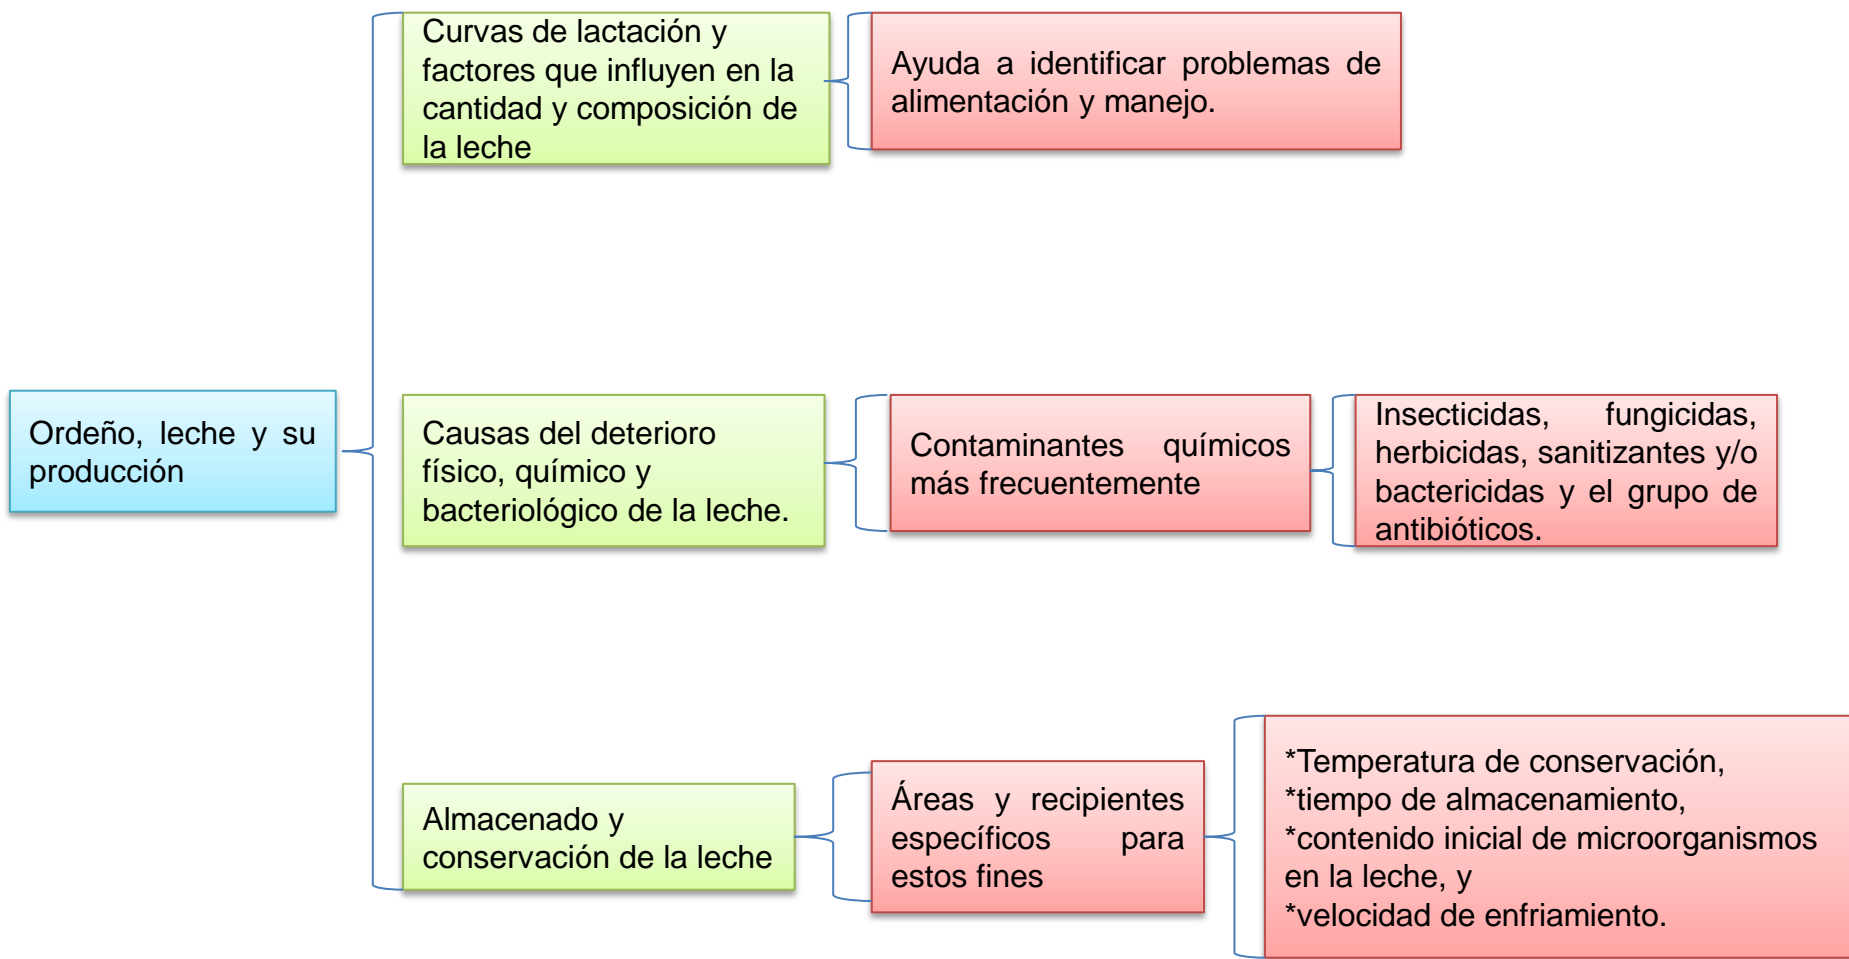 Curvas de lactación y
factores que influyen en la
cantidad y composición de
la leche
Ayuda a identificar problemas de
alimentación y manejo.
Ordeño, leche y su
producción
Causas del deterioro
físico, químico y
bacteriológico de la leche.
Contaminantes químicos
más frecuentemente
Insecticidas, fungicidas,
herbicidas, sanitizantes y/o
bactericidas y el grupo de
antibióticos.
Almacenado y
conservación de la leche
Áreas y recipientes
específicos para
estos fines
*Temperatura de conservación,
*tiempo de almacenamiento,
*contenido inicial de microorganismos
en la leche, y
*velocidad de enfriamiento.